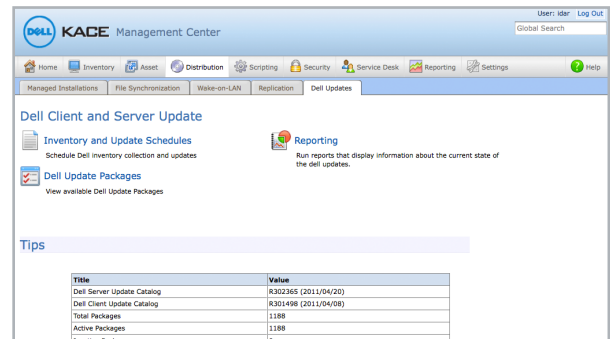 User: idar Log Out
DELL KACE Management Center
Global Search
Home Inventory Asset Distribution Scripting Security Service Desk Reporting Settings Help
Managed Installations File Synchronization Wake-on-LAN Replication Dell Updates
Dell Client and Server Update
Inventory and Update Schedules
Schedule Dell inventory collection and updates
Reporting
Run reports that display information about the current state of
the dell updates.
Dell Update Packages
View available Dell Update Packages
Tips
Title Value
Dell Server Update Catalog R302365 (2011/04/20)
Dell Client Update Catalog R301498 (2011/04/08)
Total Packages 1188
Active Packages 1188